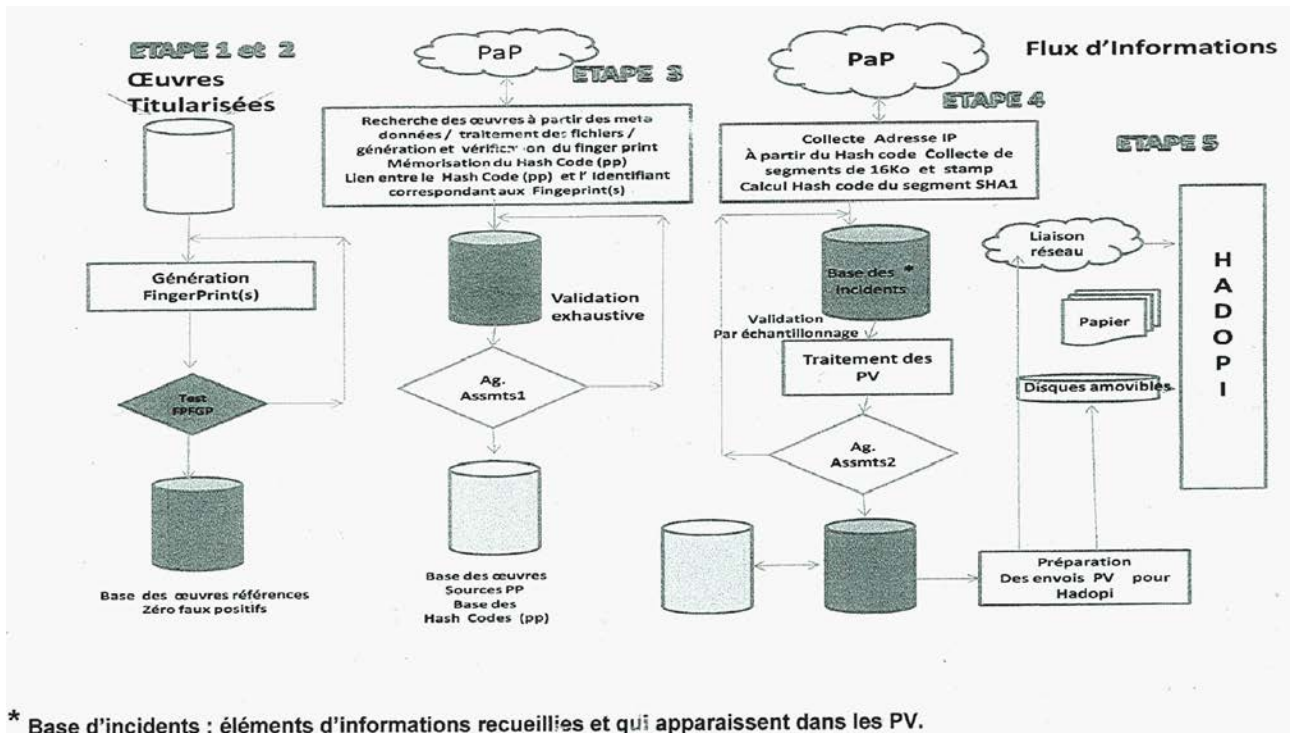 ETAPE 1 et 2
Œuvres
Titularisées
Génération
FingerPrint(s)
Test
FPFGP
Base des œuvres références
Zéro faux positifs
PaP
ETAPE 3
Recherche des œuvres à partir des meta
données / traitement des fichiers /
génération et vérification du finger print
Mémorisation du Hash Code (pp)
Lien entre le Hash Code (pp) et l' Identifiant
correspondant aux Fingeprint(s)
Validation
exhaustive
Ag.
Assmts1
Base des œuvres
Sources PP
Base des
Hash Codes (pp)
PaP
ETAPE 4
Collecte Adresse IP
À partir du Hash code Collecte de
segments de 16Ko et stamp
Calcul Hash code du segment SHA1
Base des *
incidents
Validation
Par échantillonnage
Traitement des
PV
Ag.
Assmts2
Flux d'Informations
ETAPE 5
Liaison
réseau
Papier
Disques amovibles
HADOPI
Préparation
Des envois PV pour
Hadopi
* Base d'incidents : éléments d'informations recueillies et qui apparaissent dans les PV.